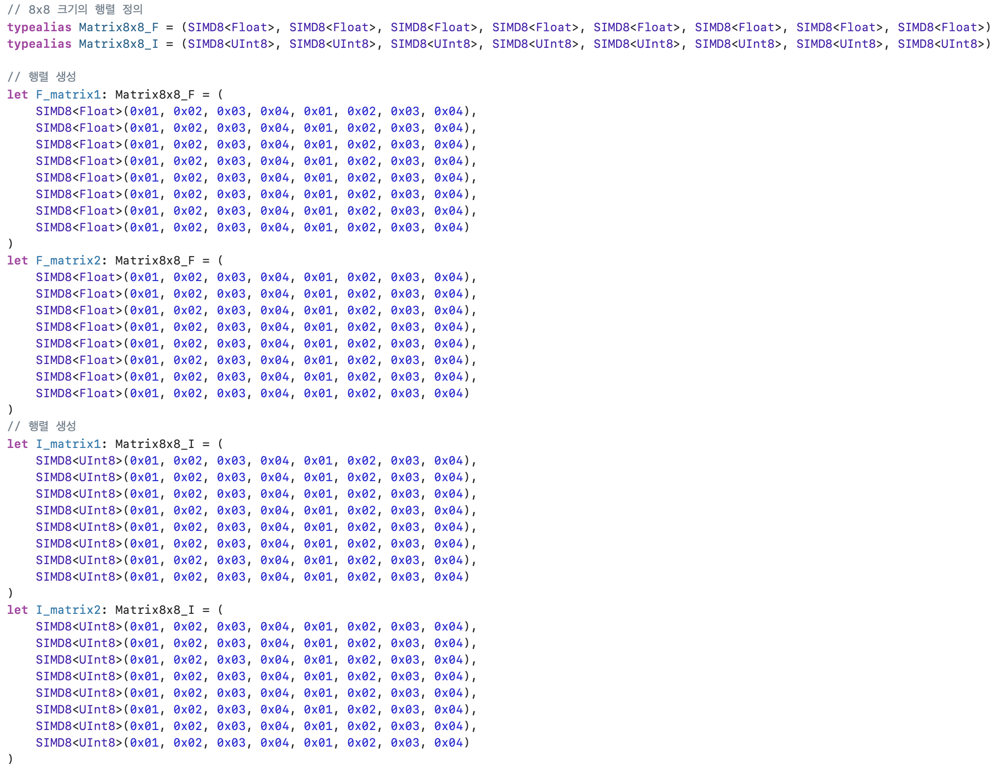 // 8x8 크기의 행렬 정의
typealias Matrix8x8_F = (SIMD8<Float>, SIMD8<Float>, SIMD8<Float>, SIMD8<Float>, SIMD8<Float>, SIMD8<Float>, SIMD8<Float>, SIMD8<Float>)
typealias Matrix8x8_I = (SIMD8<UInt8>, SIMD8<UInt8>, SIMD8<UInt8>, SIMD8<UInt8>, SIMD8<UInt8>, SIMD8<UInt8>, SIMD8<UInt8>, SIMD8<UInt8>)

// 행렬 생성
let F_matrix1: Matrix8x8_F = (
    SIMD8<Float>(0x01, 0x02, 0x03, 0x04, 0x01, 0x02, 0x03, 0x04),
    SIMD8<Float>(0x01, 0x02, 0x03, 0x04, 0x01, 0x02, 0x03, 0x04),
    SIMD8<Float>(0x01, 0x02, 0x03, 0x04, 0x01, 0x02, 0x03, 0x04),
    SIMD8<Float>(0x01, 0x02, 0x03, 0x04, 0x01, 0x02, 0x03, 0x04),
    SIMD8<Float>(0x01, 0x02, 0x03, 0x04, 0x01, 0x02, 0x03, 0x04),
    SIMD8<Float>(0x01, 0x02, 0x03, 0x04, 0x01, 0x02, 0x03, 0x04),
    SIMD8<Float>(0x01, 0x02, 0x03, 0x04, 0x01, 0x02, 0x03, 0x04),
    SIMD8<Float>(0x01, 0x02, 0x03, 0x04, 0x01, 0x02, 0x03, 0x04)
)
let F_matrix2: Matrix8x8_F = (
    SIMD8<Float>(0x01, 0x02, 0x03, 0x04, 0x01, 0x02, 0x03, 0x04),
    SIMD8<Float>(0x01, 0x02, 0x03, 0x04, 0x01, 0x02, 0x03, 0x04),
    SIMD8<Float>(0x01, 0x02, 0x03, 0x04, 0x01, 0x02, 0x03, 0x04),
    SIMD8<Float>(0x01, 0x02, 0x03, 0x04, 0x01, 0x02, 0x03, 0x04),
    SIMD8<Float>(0x01, 0x02, 0x03, 0x04, 0x01, 0x02, 0x03, 0x04),
    SIMD8<Float>(0x01, 0x02, 0x03, 0x04, 0x01, 0x02, 0x03, 0x04),
    SIMD8<Float>(0x01, 0x02, 0x03, 0x04, 0x01, 0x02, 0x03, 0x04),
    SIMD8<Float>(0x01, 0x02, 0x03, 0x04, 0x01, 0x02, 0x03, 0x04)
)
// 행렬 생성
let I_matrix1: Matrix8x8_I = (
    SIMD8<UInt8>(0x01, 0x02, 0x03, 0x04, 0x01, 0x02, 0x03, 0x04),
    SIMD8<UInt8>(0x01, 0x02, 0x03, 0x04, 0x01, 0x02, 0x03, 0x04),
    SIMD8<UInt8>(0x01, 0x02, 0x03, 0x04, 0x01, 0x02, 0x03, 0x04),
    SIMD8<UInt8>(0x01, 0x02, 0x03, 0x04, 0x01, 0x02, 0x03, 0x04),
    SIMD8<UInt8>(0x01, 0x02, 0x03, 0x04, 0x01, 0x02, 0x03, 0x04),
    SIMD8<UInt8>(0x01, 0x02, 0x03, 0x04, 0x01, 0x02, 0x03, 0x04),
    SIMD8<UInt8>(0x01, 0x02, 0x03, 0x04, 0x01, 0x02, 0x03, 0x04),
    SIMD8<UInt8>(0x01, 0x02, 0x03, 0x04, 0x01, 0x02, 0x03, 0x04)
)
let I_matrix2: Matrix8x8_I = (
    SIMD8<UInt8>(0x01, 0x02, 0x03, 0x04, 0x01, 0x02, 0x03, 0x04),
    SIMD8<UInt8>(0x01, 0x02, 0x03, 0x04, 0x01, 0x02, 0x03, 0x04),
    SIMD8<UInt8>(0x01, 0x02, 0x03, 0x04, 0x01, 0x02, 0x03, 0x04),
    SIMD8<UInt8>(0x01, 0x02, 0x03, 0x04, 0x01, 0x02, 0x03, 0x04),
    SIMD8<UInt8>(0x01, 0x02, 0x03, 0x04, 0x01, 0x02, 0x03, 0x04),
    SIMD8<UInt8>(0x01, 0x02, 0x03, 0x04, 0x01, 0x02, 0x03, 0x04),
    SIMD8<UInt8>(0x01, 0x02, 0x03, 0x04, 0x01, 0x02, 0x03, 0x04),
    SIMD8<UInt8>(0x01, 0x02, 0x03, 0x04, 0x01, 0x02, 0x03, 0x04)
)